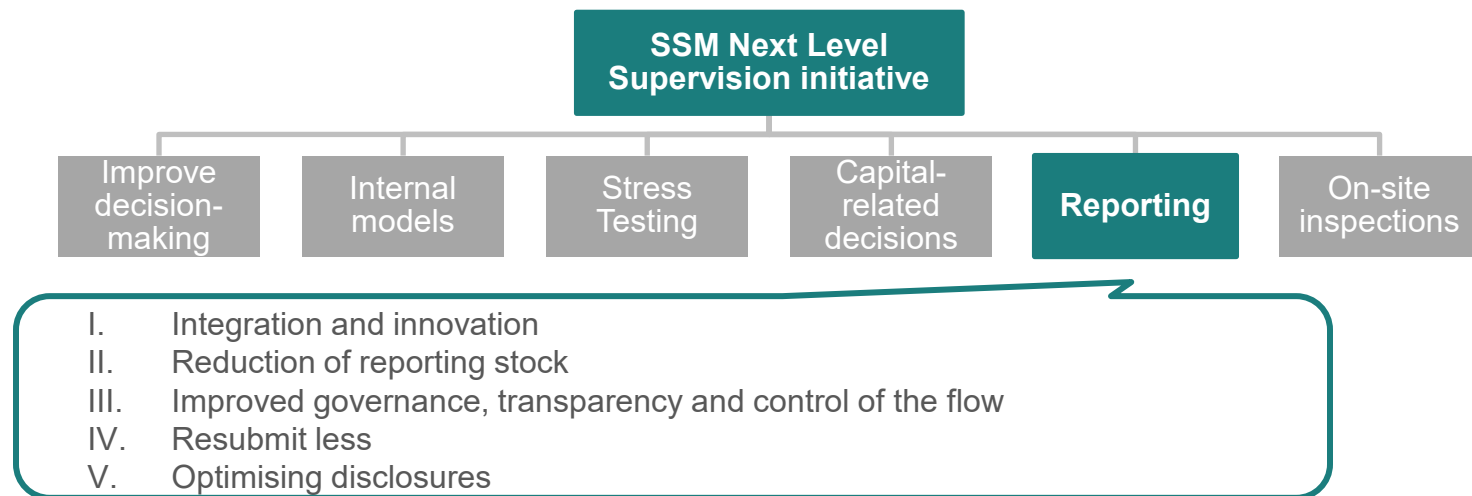 SSM Next Level
Supervision initiative
Improve
decision-
making
Internal
models
Stress
Testing
Capital-
related
decisions
Reporting
On-site
inspections
I. Integration and innovation
II. Reduction of reporting stock
III. Improved governance, transparency and control of the flow
IV. Resubmit less
V. Optimising disclosures